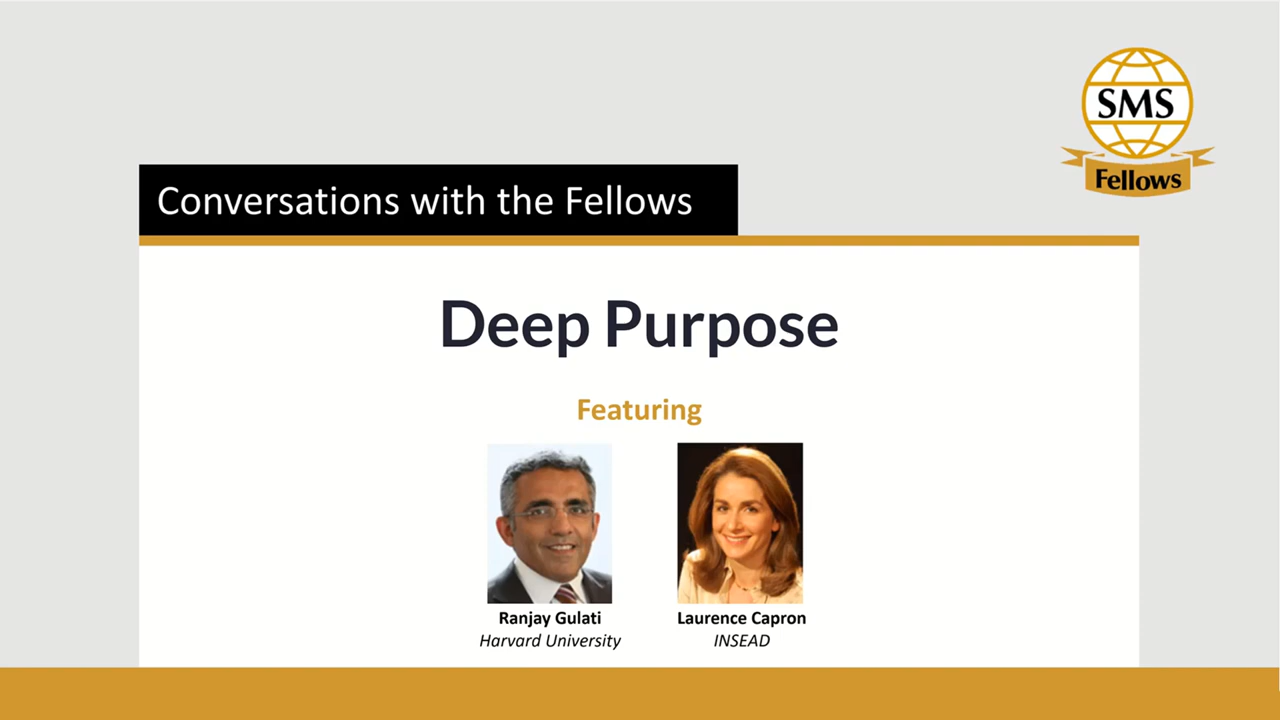 SMS
Fellows
Conversations with the Fellows
Deep Purpose
Featuring
Ranjay Gulati
Harvard University
Laurence Capron
INSEAD